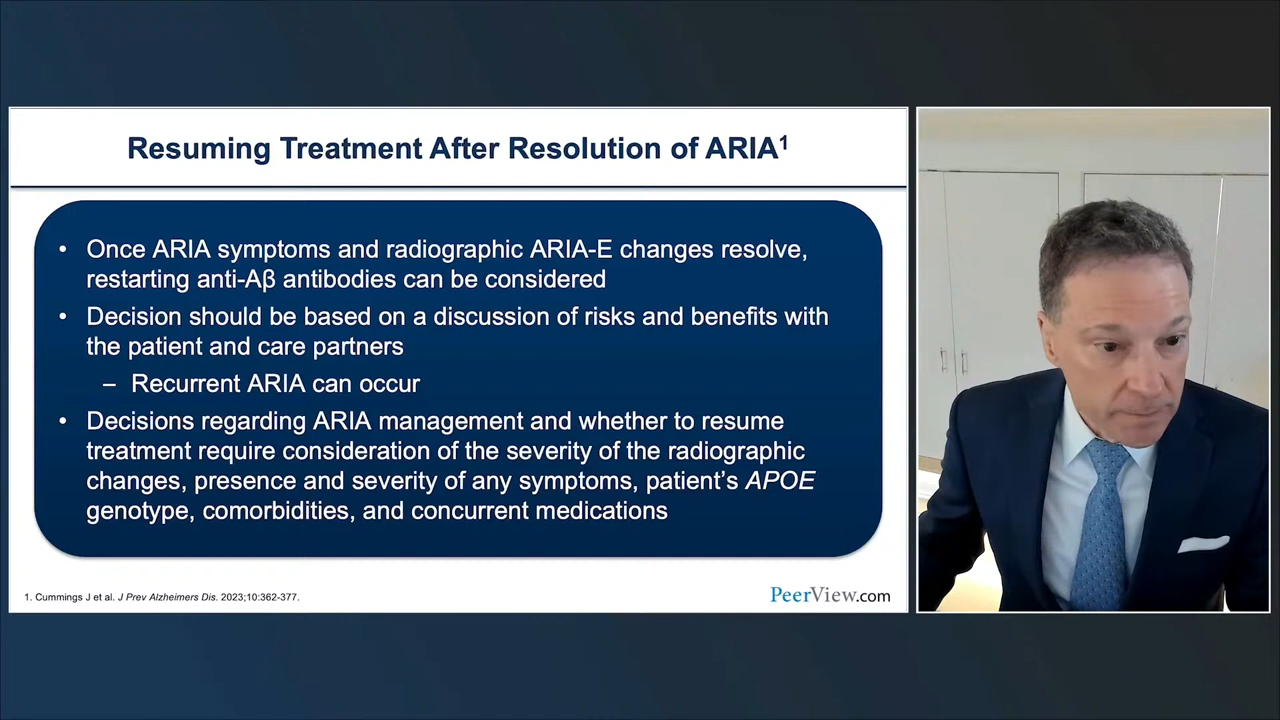 Resuming Treatment After Resolution of ARIA1
• Once ARIA symptoms and radiographic ARIA-E changes resolve,
restarting anti-Aβ antibodies can be considered
• Decision should be based on a discussion of risks and benefits with
the patient and care partners
– Recurrent ARIA can occur
• Decisions regarding ARIA management and whether to resume
treatment require consideration of the severity of the radiographic
changes, presence and severity of any symptoms, patient's APOE
genotype, comorbidities, and concurrent medications
1. Cummings J et al. J Prev Alzheimers Dis. 2023;10:362-377.
PeerView.com